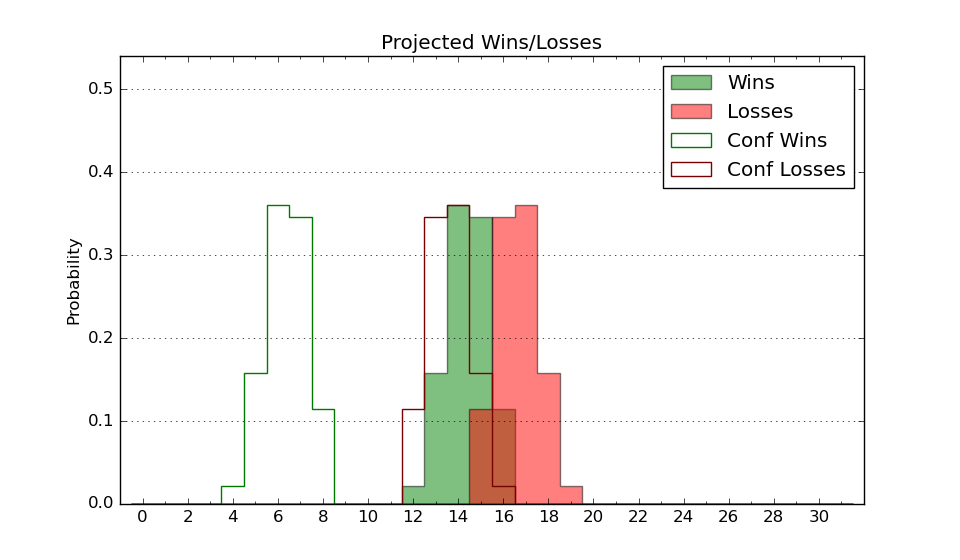 Projected Wins/Losses
Probability
0.5
0.4
0.3
0.2
0.1
0.0
0 2 4 6 8 10 12 14 16 18 20 22 24 26 28 30
Wins
Losses
Conf Wins
Conf Losses